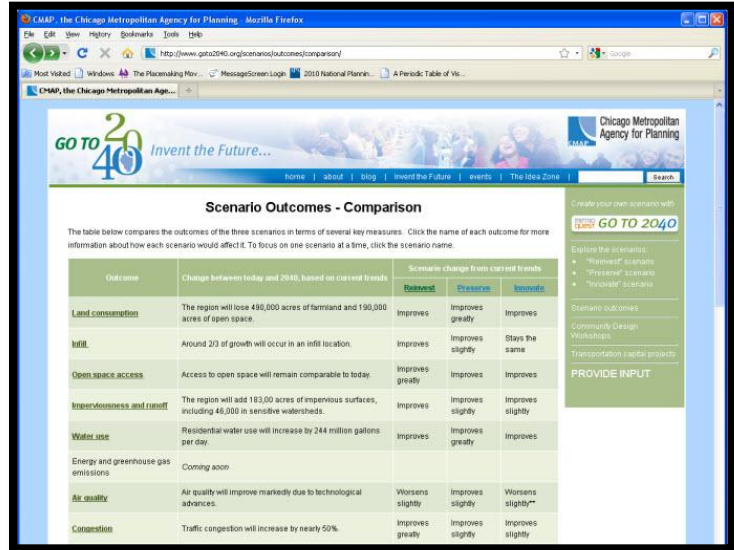 CMAP, the Chicago Metropolitan Agency for Planning - Mozilla Firefox
File Edit View History Bookmarks Tools Help
http://www.goto2040.org/scenarios/outcomes/comparison/
Google
Most Visited Windows The Placemaking Mov... MessageScreen Login 2010 National Plannin... A Periodic Table of Vis...
CMAP, the Chicago Metropolitan Age...
GO TO 2040
Invent the Future...
CMAP
Chicago Metropolitan
Agency for Planning
home | about | blog | Invent the Future | events | The Idea Zone |
Search
Scenario Outcomes - Comparison
The table below compares the outcomes of the three scenarios in terms of several key measures. Click the name of each outcome for more
information about how each scenario would affect it. To focus on one scenario at a time, click the scenario name.
Outcome
Change between today and 2040, based on current trends
Scenario change from current trends
Reinvest Preserve Innovate
Land consumption
The region will lose 490,000 acres of farmland and 190,000
acres of open space.
Improves
Improves
greatly
Improves
Infill
Around 2/3 of growth will occur in an infill location.
Improves
Improves
slightly
Stays the
same
Open space access
Access to open space will remain comparable to today.
Improves
greatly
Improves
Improves
Imperviousness and runoff
The region will add 183,00 acres of impervious surfaces,
including 46,000 in sensitive watersheds.
Improves
Improves
slightly
Improves
slightly
Water use
Residential water use will increase by 244 million gallons
per day.
Improves
Improves
greatly
Improves
Energy and greenhouse gas
emissions
Coming soon
Air quality
Air quality will improve markedly due to technological
advances.
Worsens
slightly
Improves
slightly
Worsens
slightly**
Congestion
Traffic congestion will increase by nearly 50%.
Improves
greatly
Improves
slightly
Improves
slightly
Create your own scenario with
metro quest GO TO 2040
Explore the scenarios:
"Reinvest" scenario
"Preserve" scenario
"Innovate" scenario
Scenario outcomes
Community Design
Workshops
Transportation capital projects
PROVIDE INPUT